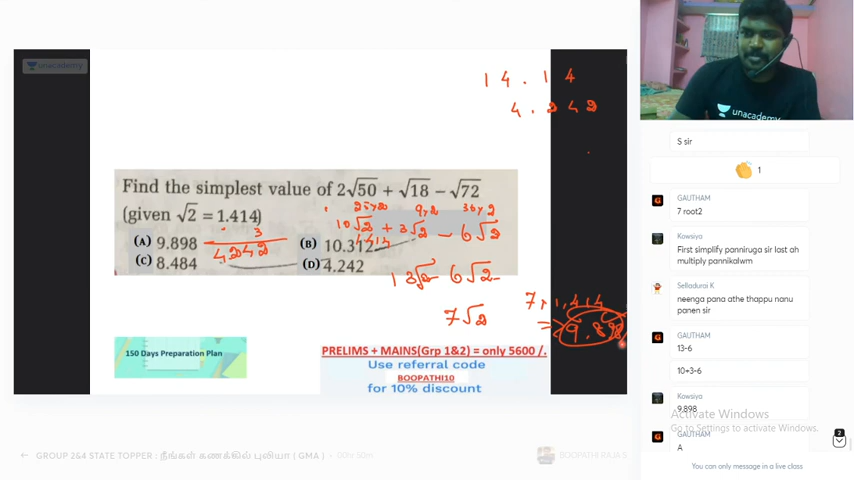 unacademy
14.14
4.242
Find the simplest value of 2√50 + √18 − √72
(given √2 = 1.414)
25×2 9×2 36×2
10√2 + 3√2 − 6√2
1414
3
4242
(A) 9.898
(B) 10.312
(C) 8.484
(D) 4.242
13√2 − 6√2
7√2
7×1.414
=> 9.898
150 Days Preparation Plan
PRELIMS + MAINS(Grp 1&2) = only 5600 /.
Use referral code
BOOPATHI10
for 10% discount
← GROUP 2&4 STATE TOPPER : நீங்கள் கணக்கில் புலியா ( GMA )
BOOPATHI RAJA S
unacademy
S sir
👏 1
G GAUTHAM
7 root2
Kowsiya
First simplify panniruga sir last ah
multiply pannikalwm
Selladurai K
neenga pana athe thappu nanu
panen sir
G GAUTHAM
13-6
10+3-6
Kowsiya
9.898
Activate Windows
Go to Settings to activate Windows.
2
G GAUTHAM
A
You can only message in a live class